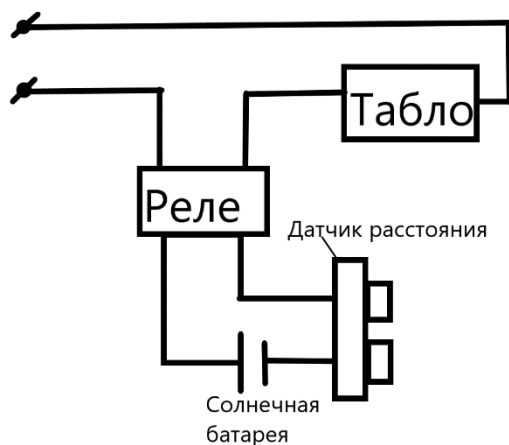 Табло
Реле
Датчик расстояния
Солнечная
батарея